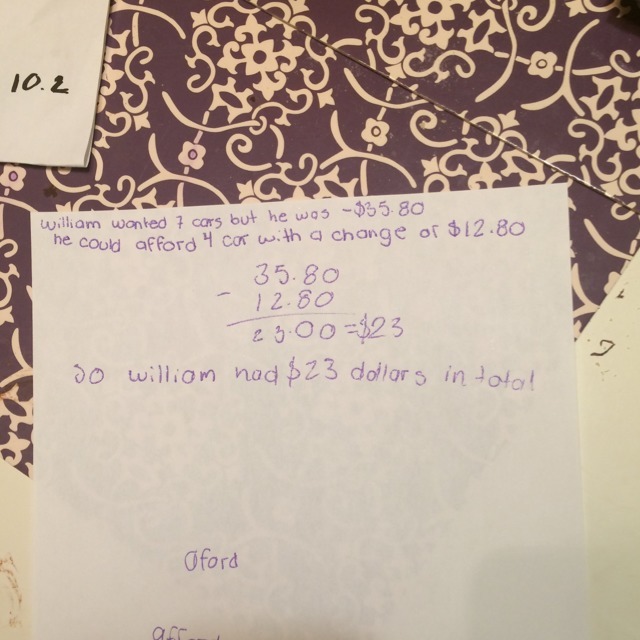 10.2
william wanted 7 cars but he was -$35.80
he could afford 4 car with a change of $12.80
35.80
- 12.80
23.00 =$23
So william had $23 dollars in total
Oford